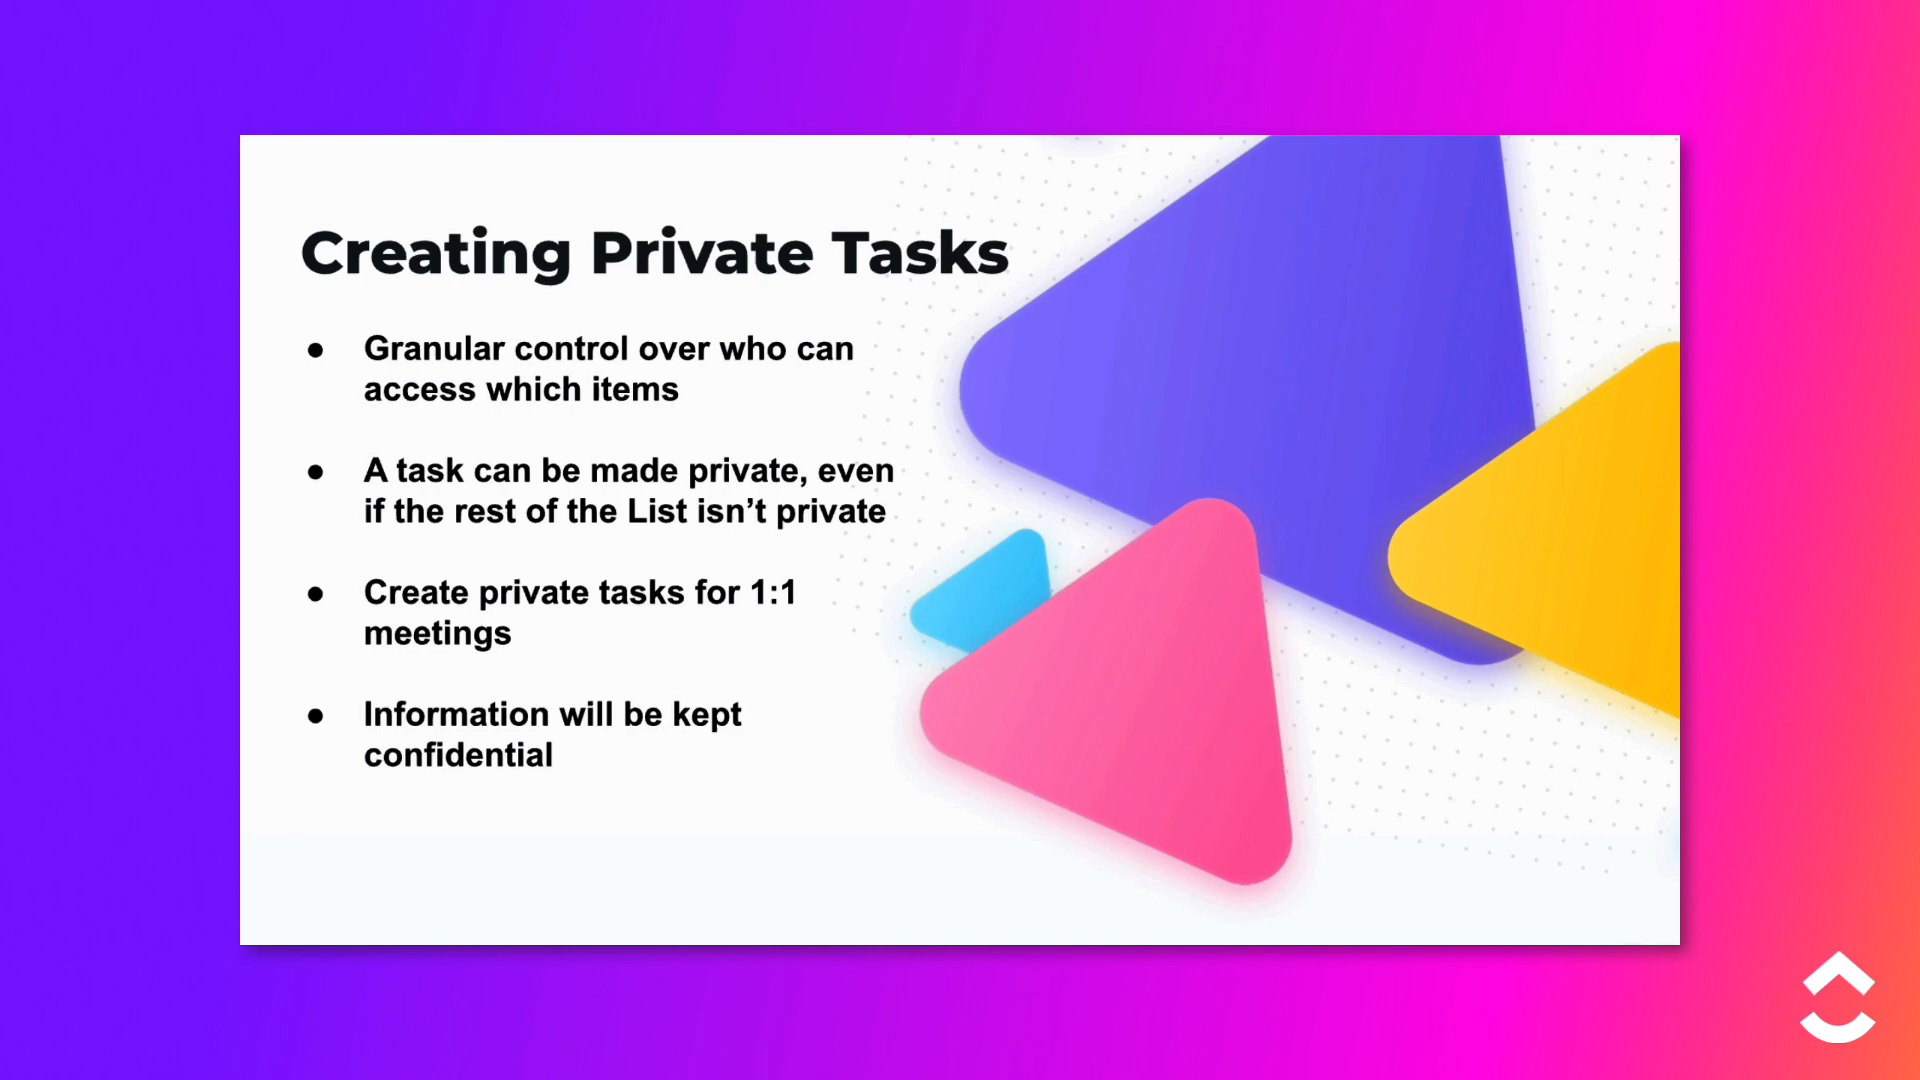 Creating Private Tasks
● Granular control over who can
access which items
● A task can be made private, even
if the rest of the List isn’t private
● Create private tasks for 1:1
meetings
● Information will be kept
confidential